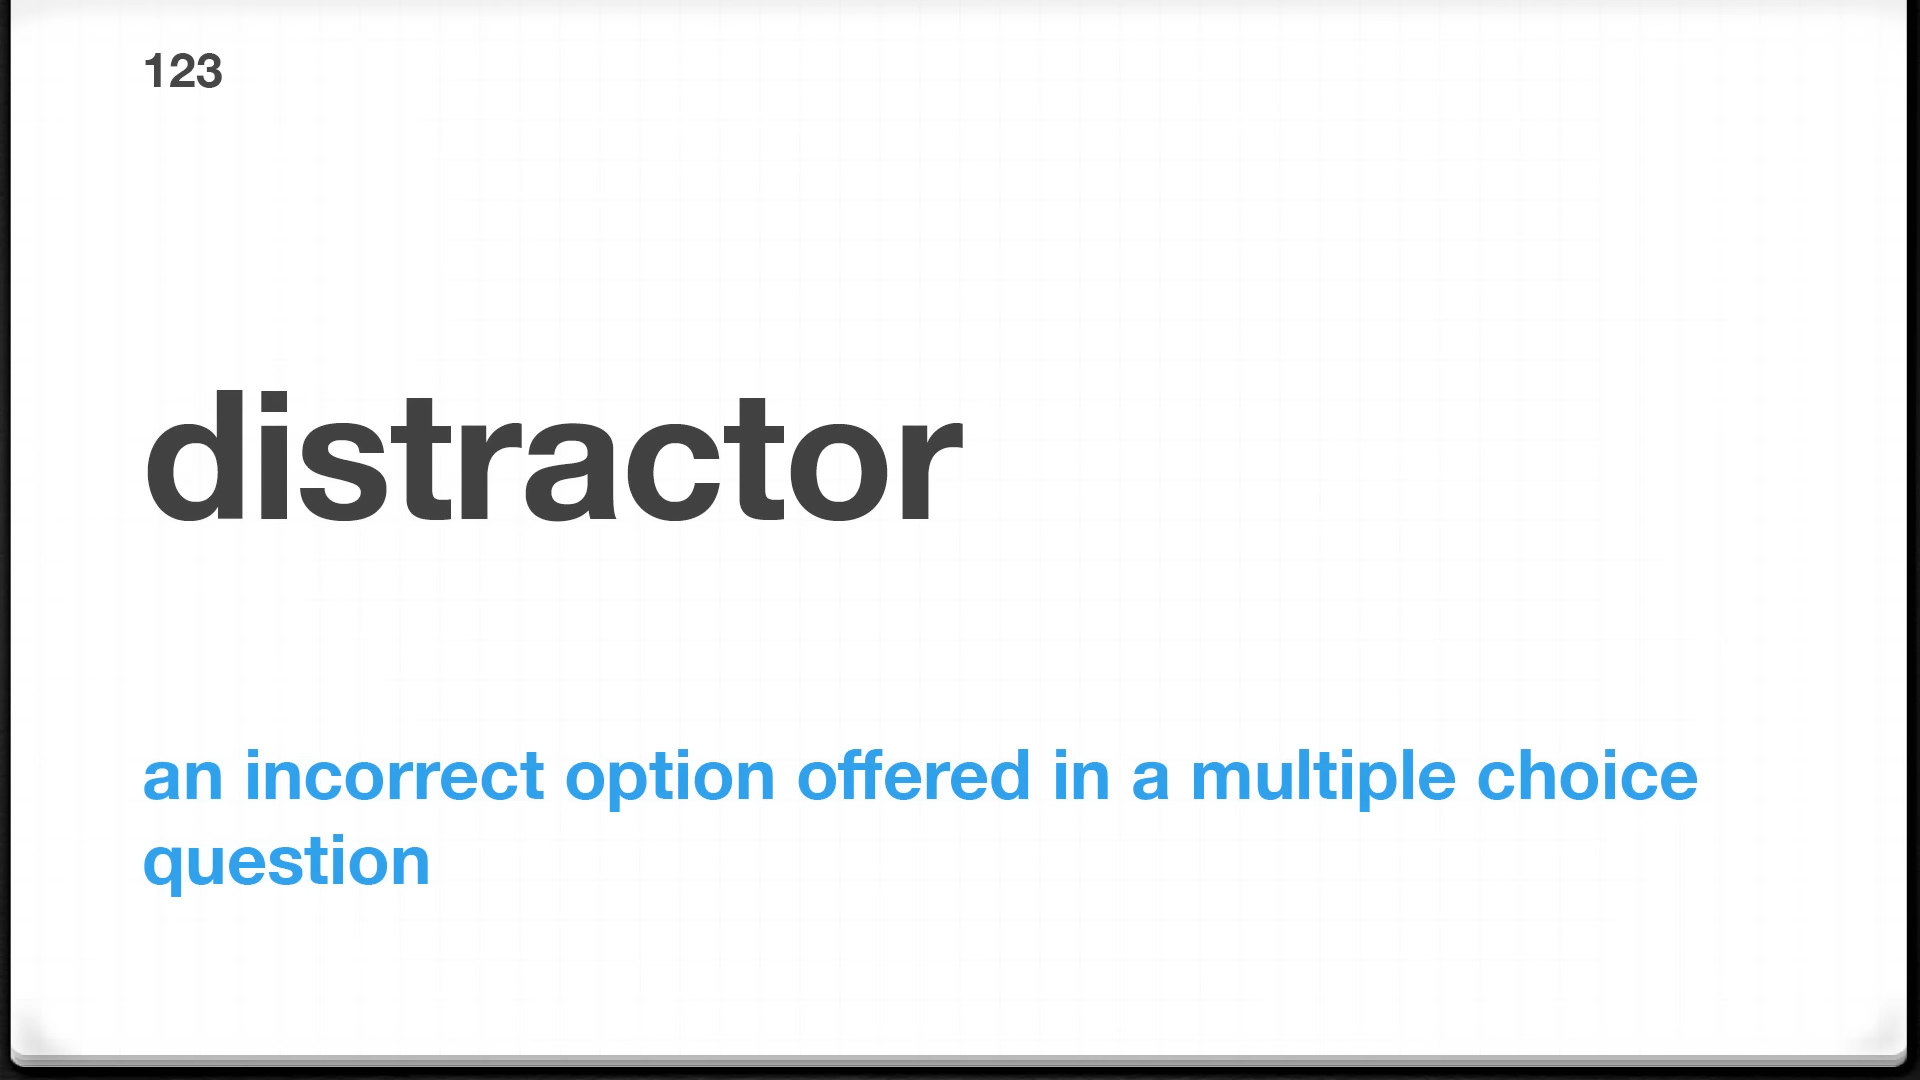 123
distractor
an incorrect option offered in a multiple choice
question